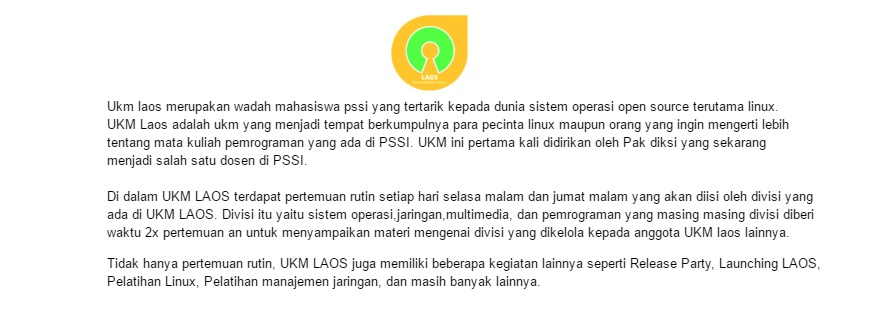 LAOS
Ukm laos merupakan wadah mahasiswa pssi yang tertarik kepada dunia sistem operasi open source terutama linux.
UKM Laos adalah ukm yang menjadi tempat berkumpulnya para pecinta linux maupun orang yang ingin mengerti lebih
tentang mata kuliah pemrograman yang ada di PSSI. UKM ini pertama kali didirikan oleh Pak diksi yang sekarang
menjadi salah satu dosen di PSSI.
Di dalam UKM LAOS terdapat pertemuan rutin setiap hari selasa malam dan jumat malam yang akan diisi oleh divisi yang
ada di UKM LAOS. Divisi itu yaitu sistem operasi,jaringan,multimedia, dan pemrograman yang masing masing divisi diberi
waktu 2x pertemuan an untuk menyampaikan materi mengenai divisi yang dikelola kepada anggota UKM laos lainnya.
Tidak hanya pertemuan rutin, UKM LAOS juga memiliki beberapa kegiatan lainnya seperti Release Party, Launching LAOS,
Pelatihan Linux, Pelatihan manajemen jaringan, dan masih banyak lainnya.